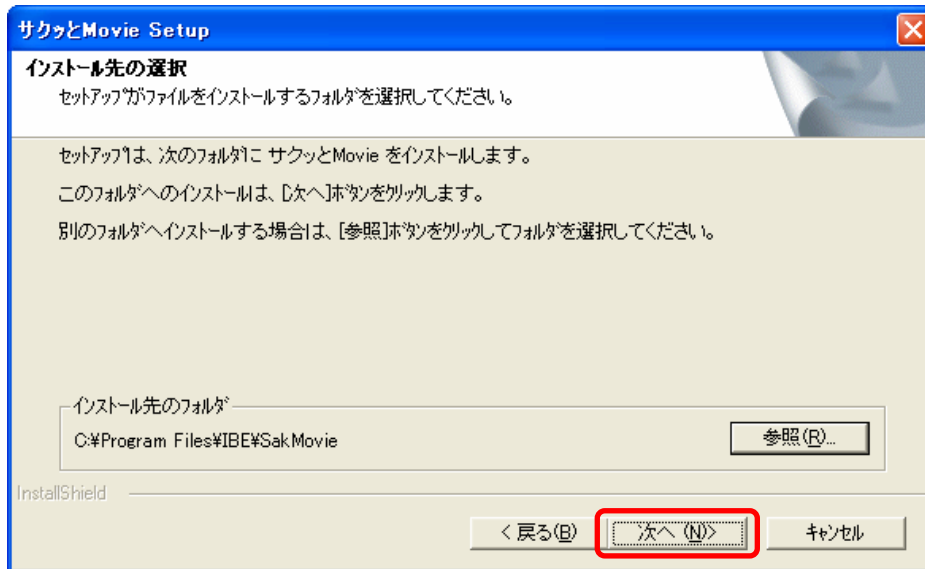 サクっとMovie Setup
インストール先の選択
セットアップがファイルをインストールするフォルダを選択してください。
セットアップは、次のフォルダに サクッとMovie をインストールします。
このフォルダへのインストールは、[次へ]ボタンをクリックします。
別のフォルダへインストールする場合は、[参照]ボタンをクリックしてフォルダを選択してください。
インストール先のフォルダ
C:¥Program Files¥IBE¥SakMovie
参照(R)...
InstallShield
< 戻る(B)
次へ (N)>
キャンセル